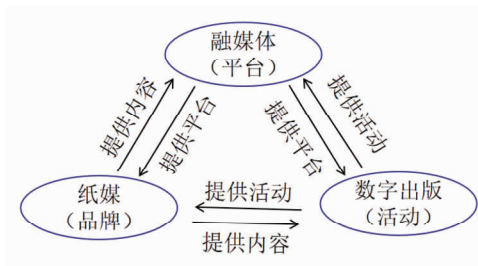 融媒体
（平台）
提供内容
提供平台
提供平台
提供活动
纸媒
（品牌）
提供活动
提供内容
数字出版
（活动）